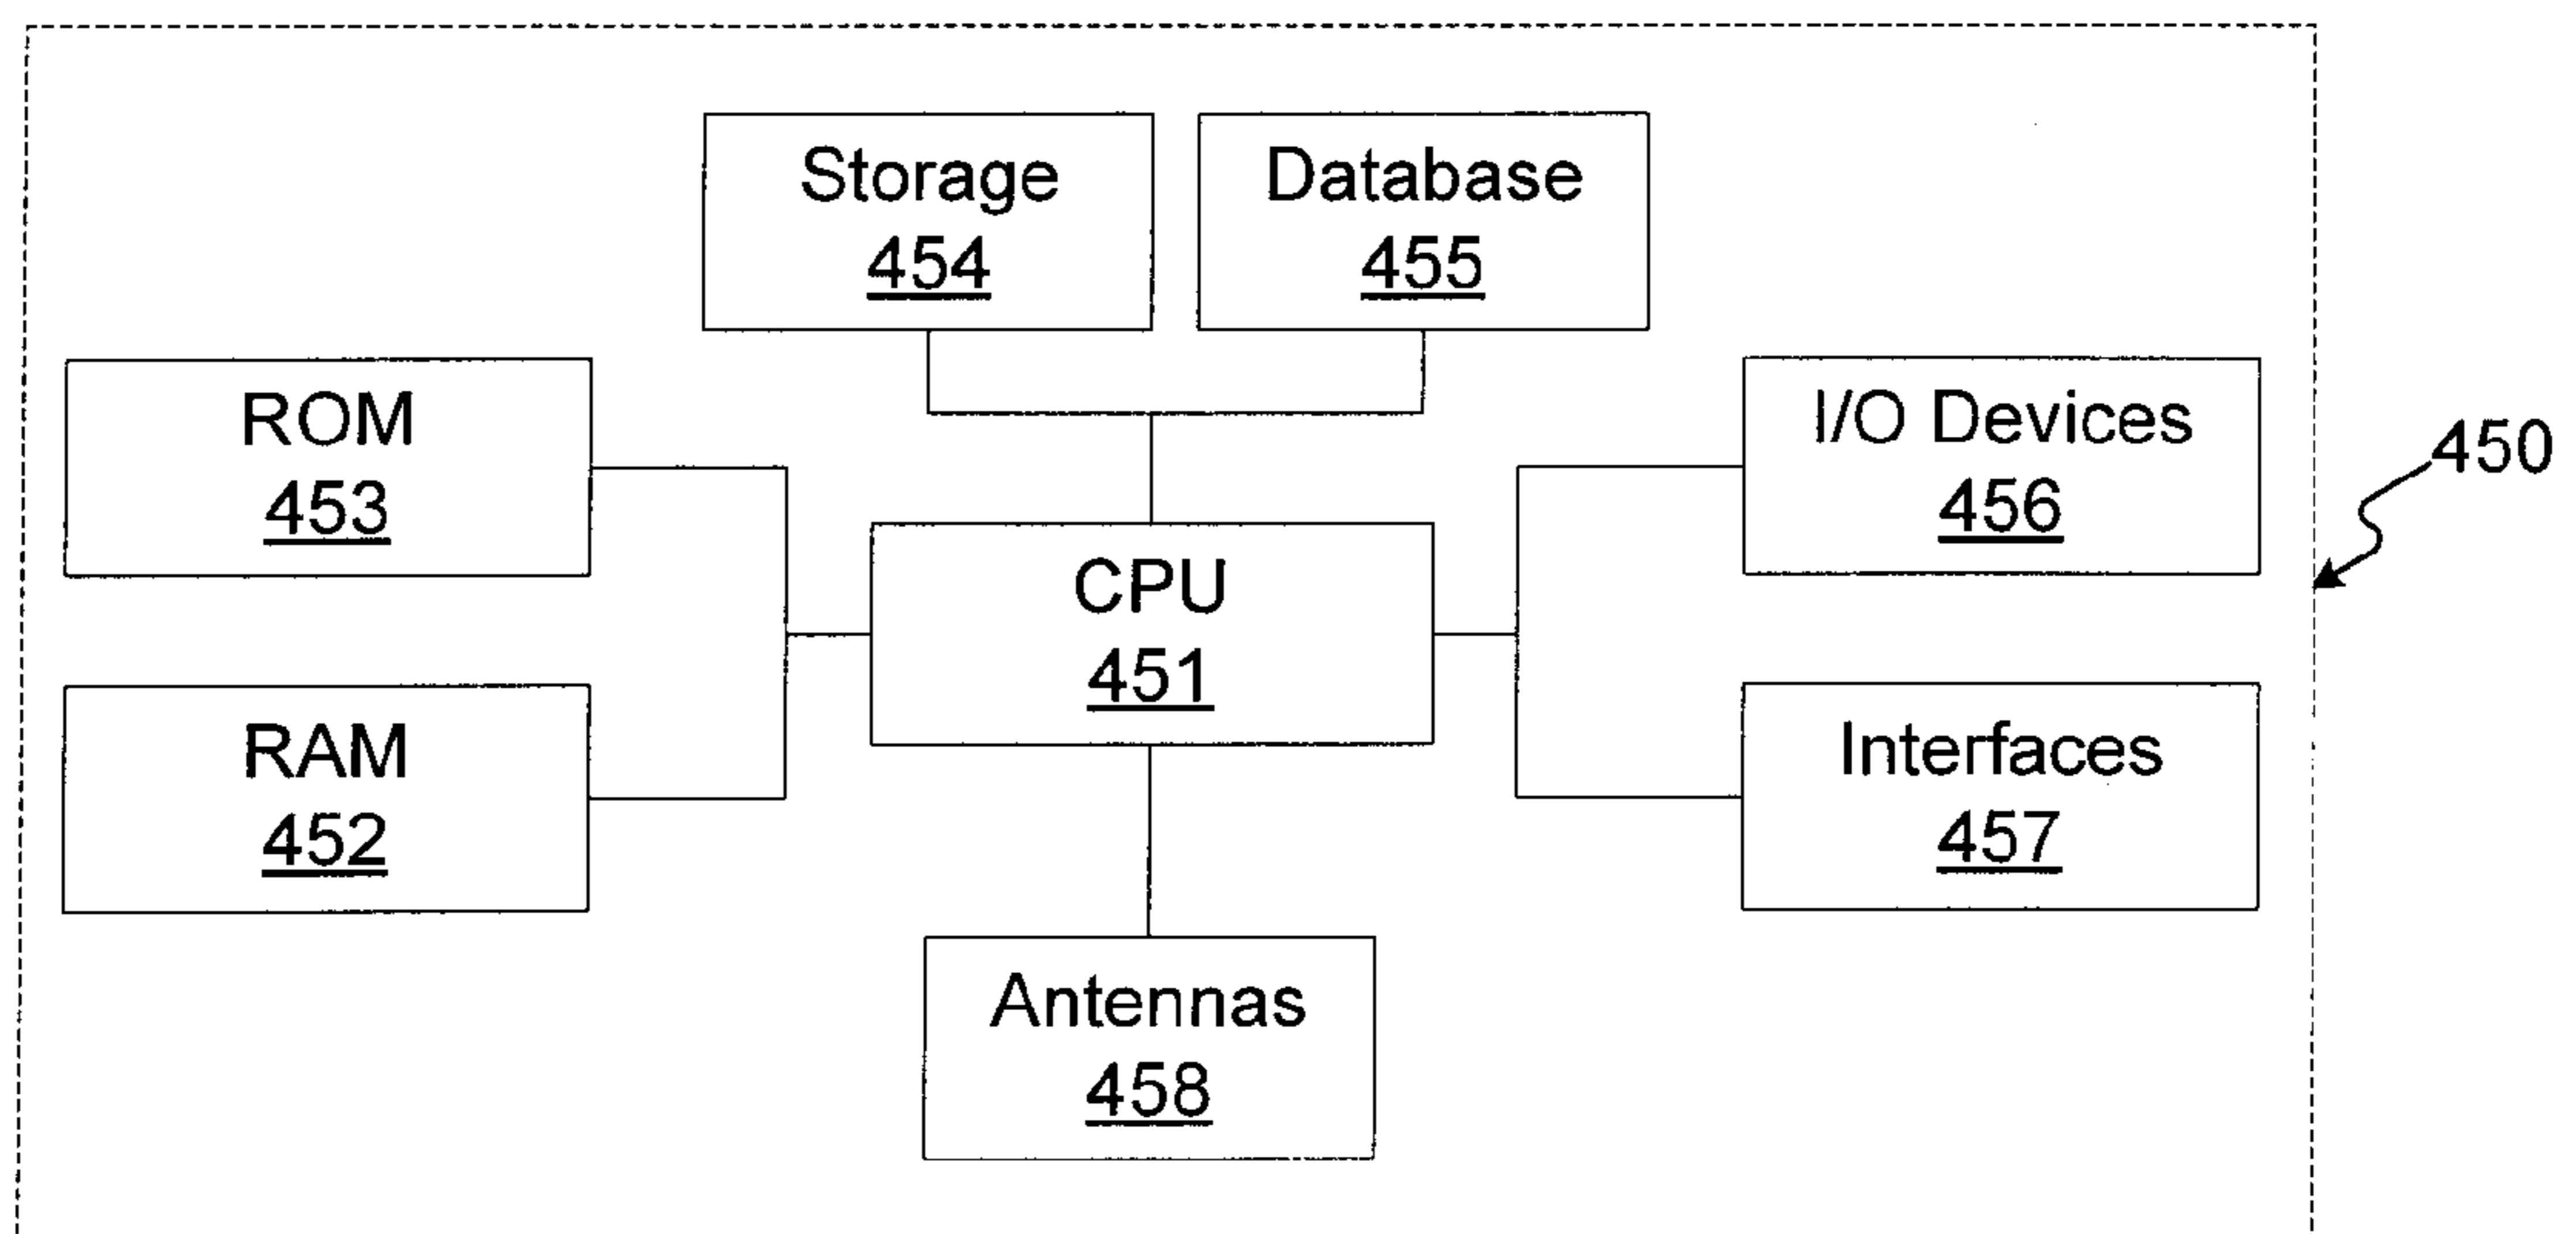 Storage
454
Database
455
ROM
453
I/O Devices
456
450
CPU
451
RAM
452
Interfaces
457
Antennas
458